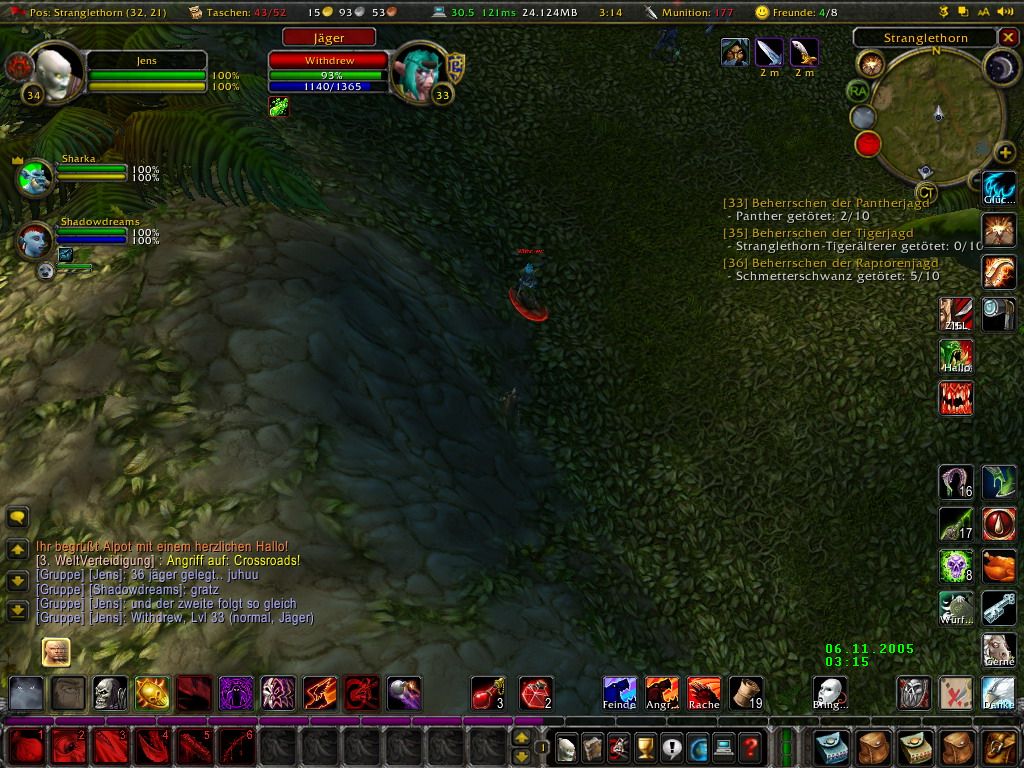 Pos: Stranglethorn (32, 21) Taschen: 43/52 15 93 53 30.5 121ms 24.124MB 3:14 Munition: 177 Freunde: 4/8
Jäger
Stranglethorn
N
Jens
100%
100%
34
Withdrew
93%
1140/1365
33
2 m 2 m
RA
CT
Sharka
100%
100%
Shadowdreams
100%
100%
[33] Beherrschen der Pantherjagd
- Panther getötet: 2/10
[35] Beherrschen der Tigerjagd
- Stranglethorn-Tigerälterer getötet: 0/10
[36] Beherrschen der Raptorenjagd
- Schmetterschwanz getötet: 5/10
Hallo
16
17
8
Würf...
Gerne
Ihr begrüßt Alpot mit einem herzlichen Hallo!
[3. WeltVerteidigung] : Angriff auf: Crossroads!
[Gruppe] [Jens]: 36 jäger gelegt.. juhuu
[Gruppe] [Shadowdreams]: gratz
[Gruppe] [Jens]: und der zweite folgt so gleich
[Gruppe] [Jens]: Withdrew, Lvl 33 (normal, Jäger)
06.11.2005
03:15
3 2 Feinde Angr... Rache 19 Bring... Danke
1 2 3 4 5 6 1